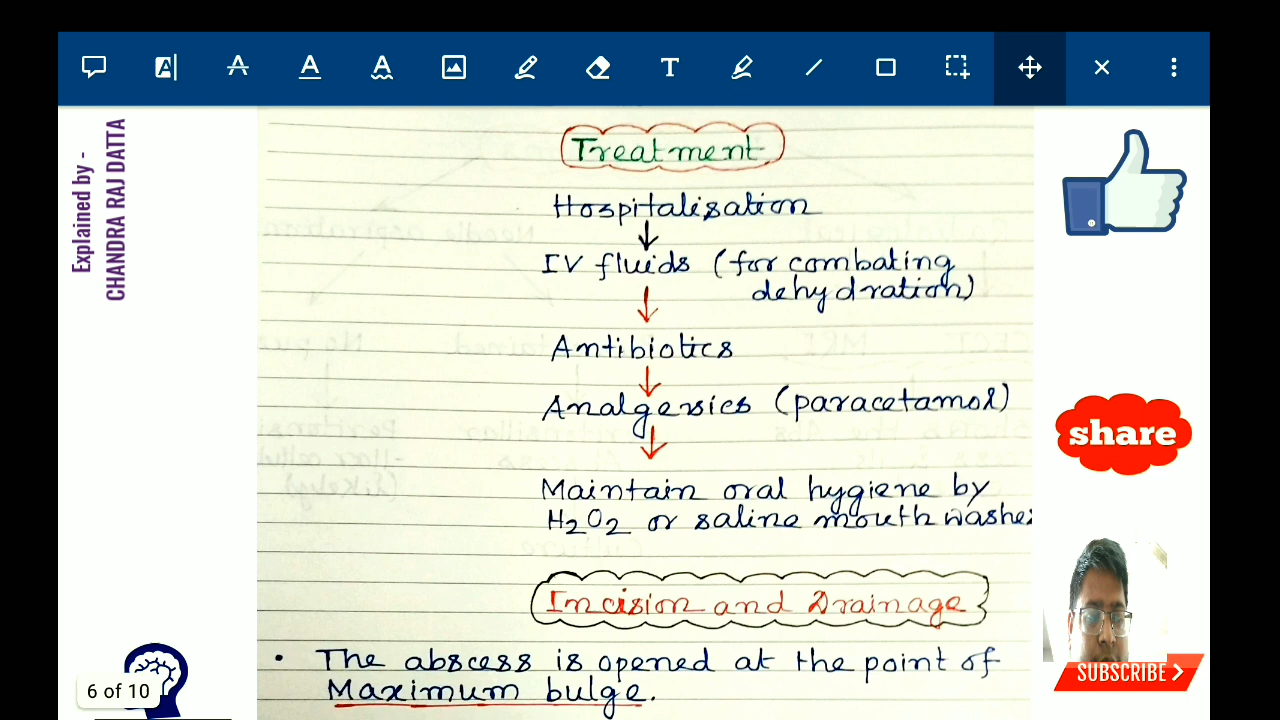 Explained by -
CHANDRA RAJ DATTA
Treatment
Hospitalisation
IV fluids (for combating
dehydration)
Antibiotics
Analgesics (paracetamol)
Maintain oral hygiene by
H2O2 or saline mouth washes
Incision and Drainage
• The abscess is opened at the point of
Maximum bulge.
share
SUBSCRIBE
6 of 10